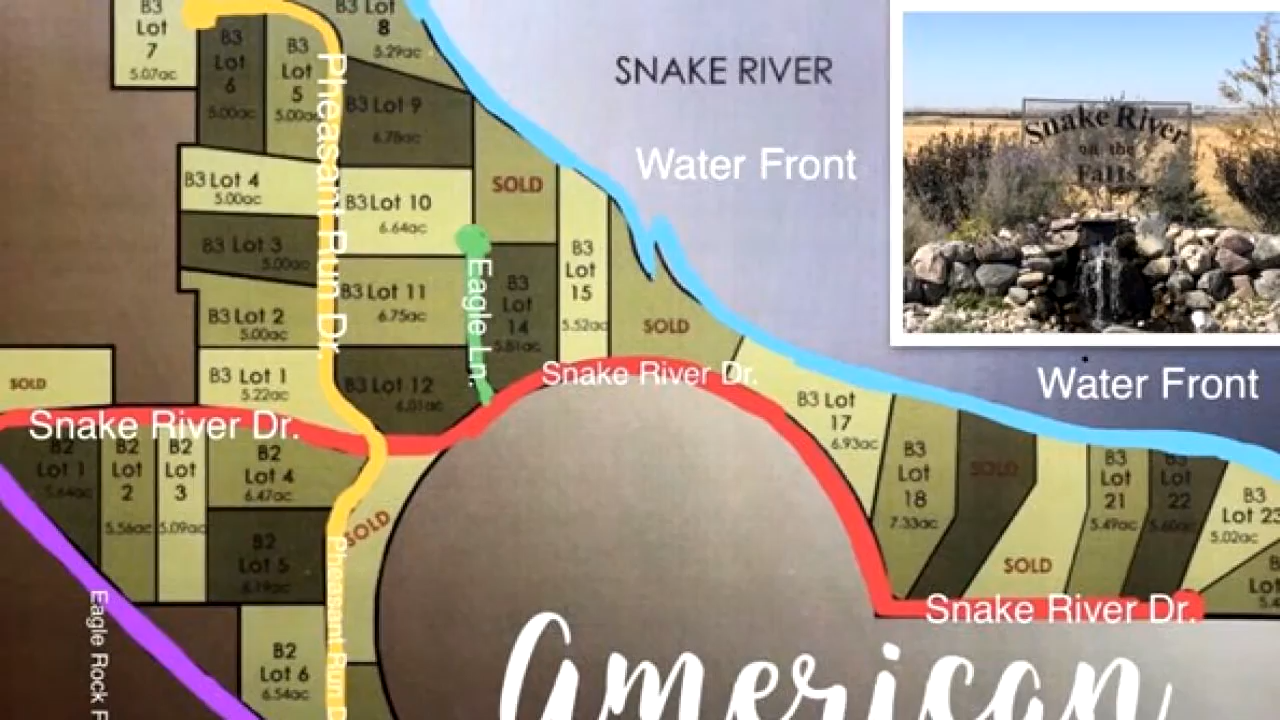 B3
Lot
7
5.07ac
B3
Lot
6
5.00ac
B3
Lot
5
5.00ac
B3 Lot
8
5.29ac
B3 Lot 9
6.78ac
B3 Lot 4
5.00ac
B3 Lot 10
6.64ac
B3 Lot 3
5.00ac
B3 Lot 11
6.75ac
B3 Lot 2
5.00ac
B3 Lot 1
5.22ac
B3 Lot 12
6.01ac
Pheasant Run Dr.
SOLD
B3
Lot
14
5.81ac
B3
Lot
15
5.52ac
SOLD
Eagle Ln.
SNAKE RIVER
Water Front
Snake River
on the
Falls
Water Front
SOLD
Snake River Dr.
Snake River Dr.
B2
Lot 1
5.64ac
B2
Lot
2
5.56ac
B2
Lot
3
5.09ac
B2
Lot 4
6.47ac
B2
Lot 5
6.19ac
SOLD
B2
Lot 6
6.54ac
Pheasant Run D
Eagle Rock
B3 Lot
17
6.93ac
B3
Lot
18
7.33ac
SOLD
SOLD
B3
Lot
21
5.49ac
B3
Lot
22
5.60ac
B3
Lot 23
5.02ac
Lot
Snake River Dr.
American